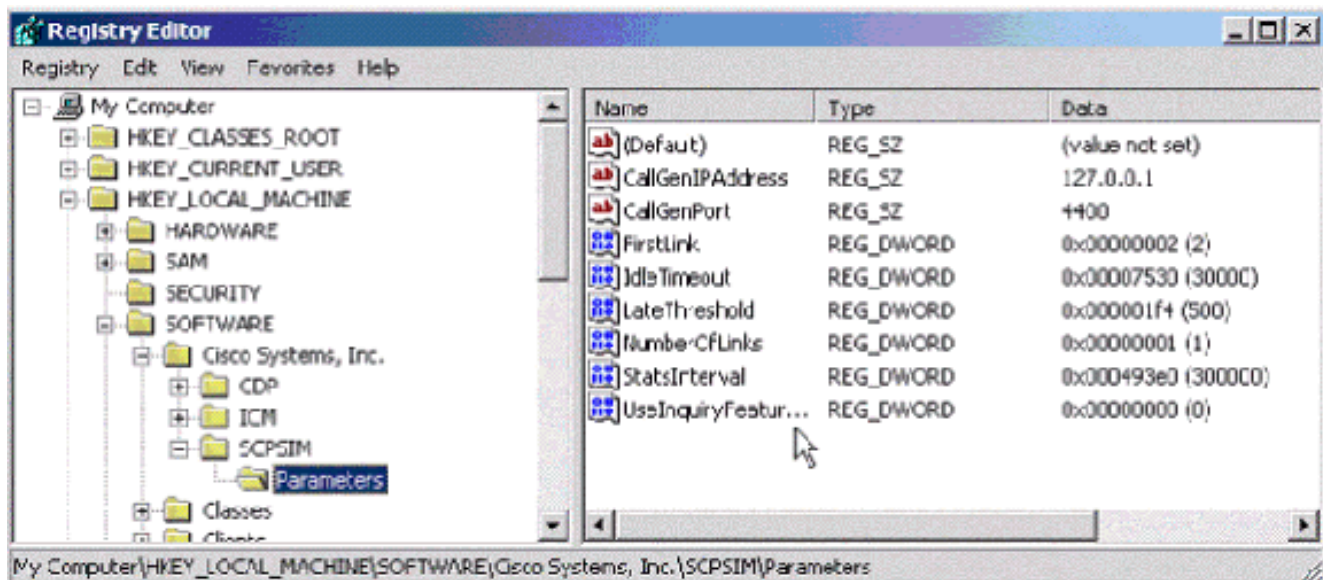 Registry Editor
Registry Edit View Favorites Help
My Computer
HKEY_CLASSES_ROOT
HKEY_CURRENT_USER
HKEY_LOCAL_MACHINE
HARDWARE
SAM
SECURITY
SOFTWARE
Cisco Systems, Inc.
CDP
ICM
SCPSIM
Parameters
Classes
Clients
Name Type Data
(Default) REG_SZ (value not set)
CallGenIPAddress REG_SZ 127.0.0.1
CallGenPort REG_SZ 4400
FirstLink REG_DWORD 0x00000002 (2)
IdleTimeout REG_DWORD 0x00007530 (30000)
LateThreshold REG_DWORD 0x000001f4 (500)
NumberOfLinks REG_DWORD 0x00000001 (1)
StatsInterval REG_DWORD 0x000493e0 (300000)
UseInquiryFeatur... REG_DWORD 0x00000000 (0)
My Computer\HKEY_LOCAL_MACHINE\SOFTWARE\Cisco Systems, Inc.\SCPSIM\Parameters